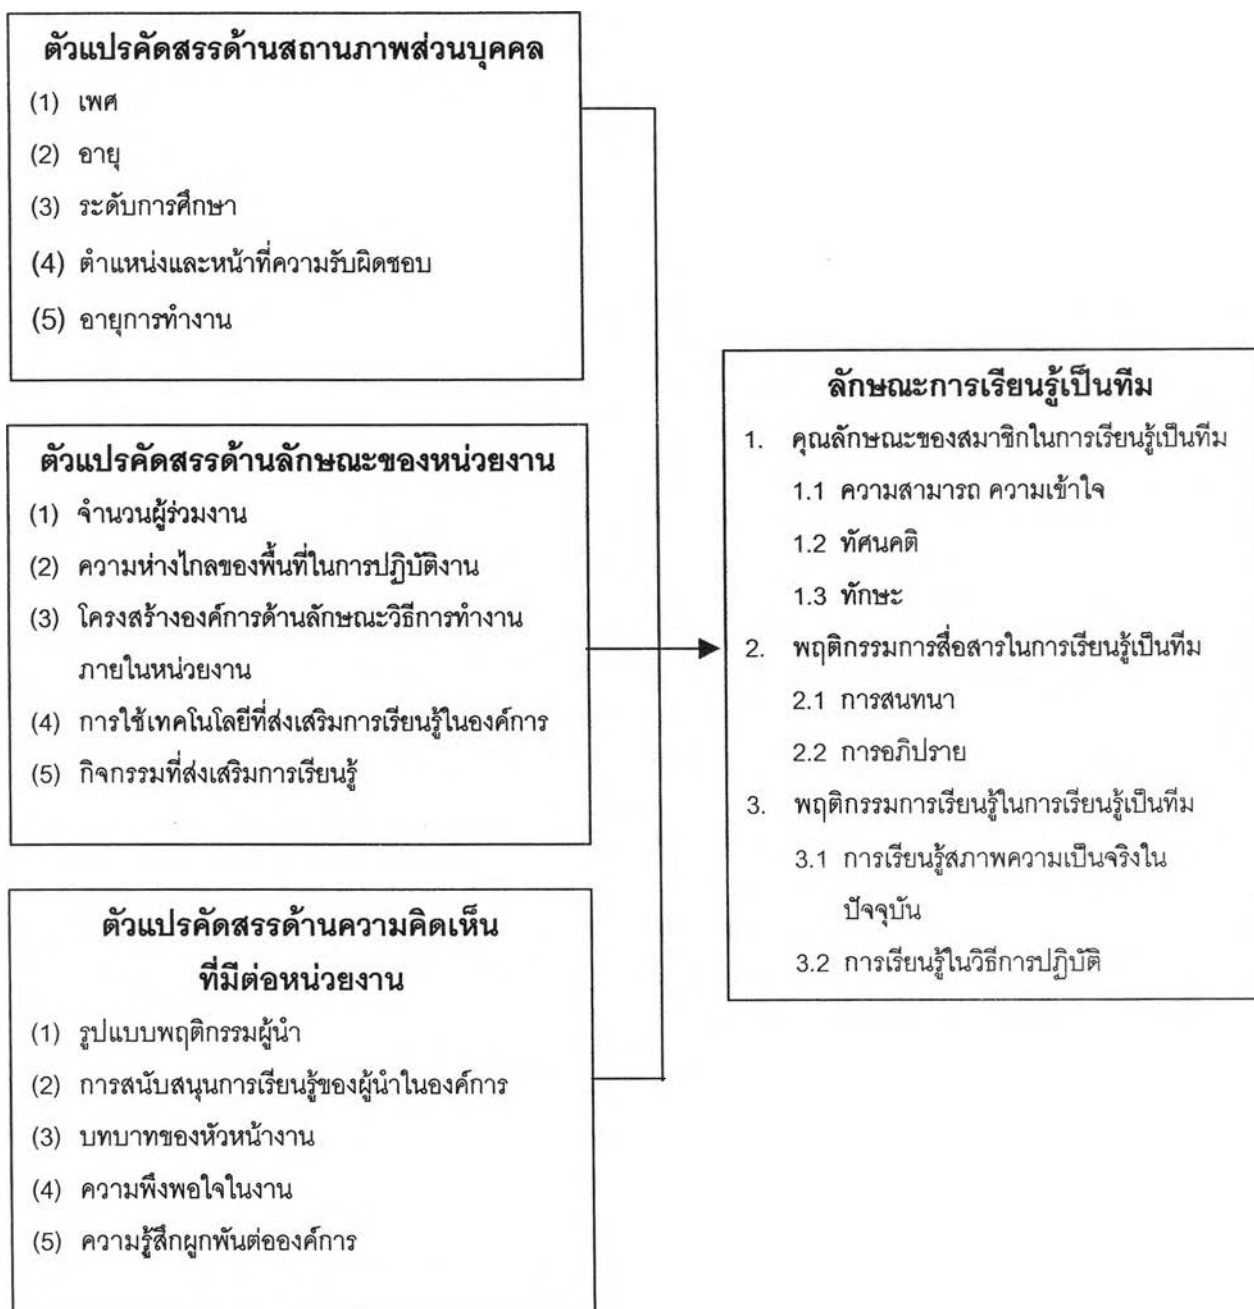 ตัวแปรคัดสรรด้านสถานภาพส่วนบุคคล
(1) เพศ
(2) อายุ
(3) ระดับการศึกษา
(4) ตำแหน่งและหน้าที่ความรับผิดชอบ
(5) อายุการทำงาน
ตัวแปรคัดสรรด้านลักษณะของหน่วยงาน
(1) จำนวนผู้ร่วมงาน
(2) ความห่างไกลของพื้นที่ในการปฏิบัติงาน
(3) โครงสร้างองค์การด้านลักษณะวิธีการทำงาน
ภายในหน่วยงาน
(4) การใช้เทคโนโลยีที่ส่งเสริมการเรียนรู้ในองค์การ
(5) กิจกรรมที่ส่งเสริมการเรียนรู้
ตัวแปรคัดสรรด้านความคิดเห็น
ที่มีต่อหน่วยงาน
(1) รูปแบบพฤติกรรมผู้นำ
(2) การสนับสนุนการเรียนรู้ของผู้นำในองค์การ
(3) บทบาทของหัวหน้างาน
(4) ความพึงพอใจในงาน
(5) ความรู้สึกผูกพันต่อองค์การ
ลักษณะการเรียนรู้เป็นทีม
1. คุณลักษณะของสมาชิกในการเรียนรู้เป็นทีม
1.1 ความสามารถ ความเข้าใจ
1.2 ทัศนคติ
1.3 ทักษะ
2. พฤติกรรมการสื่อสารในการเรียนรู้เป็นทีม
2.1 การสนทนา
2.2 การอภิปราย
3. พฤติกรรมการเรียนรู้ในการเรียนรู้เป็นทีม
3.1 การเรียนรู้สภาพความเป็นจริงใน
ปัจจุบัน
3.2 การเรียนรู้ในวิธีการปฏิบัติ